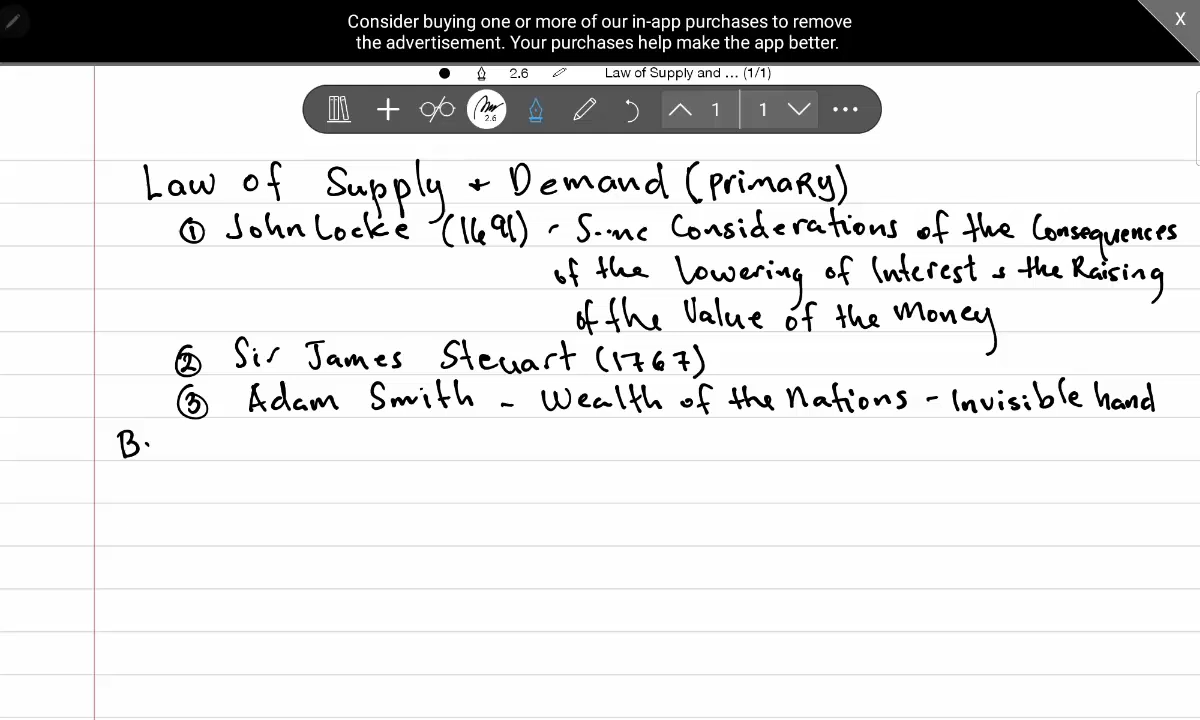 Consider buying one or more of our in-app purchases to remove
the advertisement. Your purchases help make the app better.
X
2.6 Law of Supply and ... (1/1)
2.6 1 1
Law of Supply + Demand (primaRy)
① John Locke (1691) - Some Considerations of the Consequences
of the Lowering of Interest & the Raising
of the Value of the Money
② Sir James Steuart (1767)
③ Adam Smith - Wealth of the Nations - Invisible hand
B.